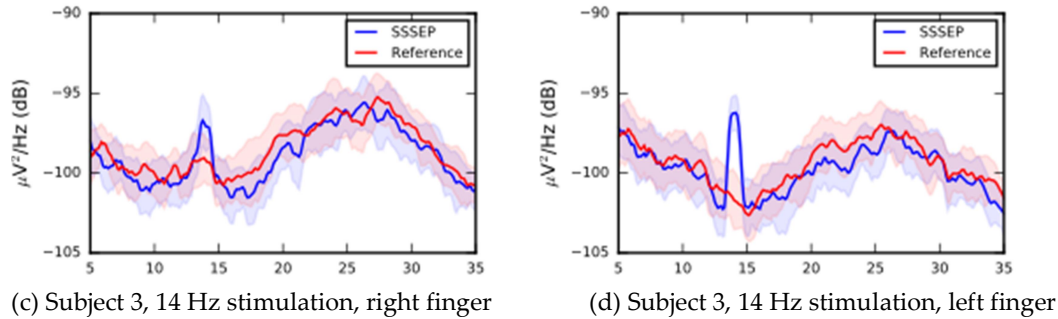 −90
SSSEP
Reference
−95
−100
−105
μV²/Hz (dB)
5 10 15 20 25 30 35
(c) Subject 3, 14 Hz stimulation, right finger
−90
SSSEP
Reference
−95
−100
−105
μV²/Hz (dB)
5 10 15 20 25 30 35
(d) Subject 3, 14 Hz stimulation, left finger